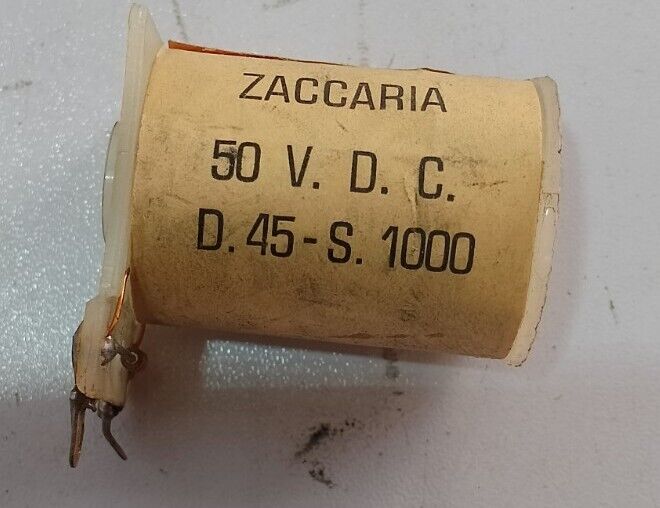 ZACCARIA
50 V. D. C.
D. 45 - S. 1000